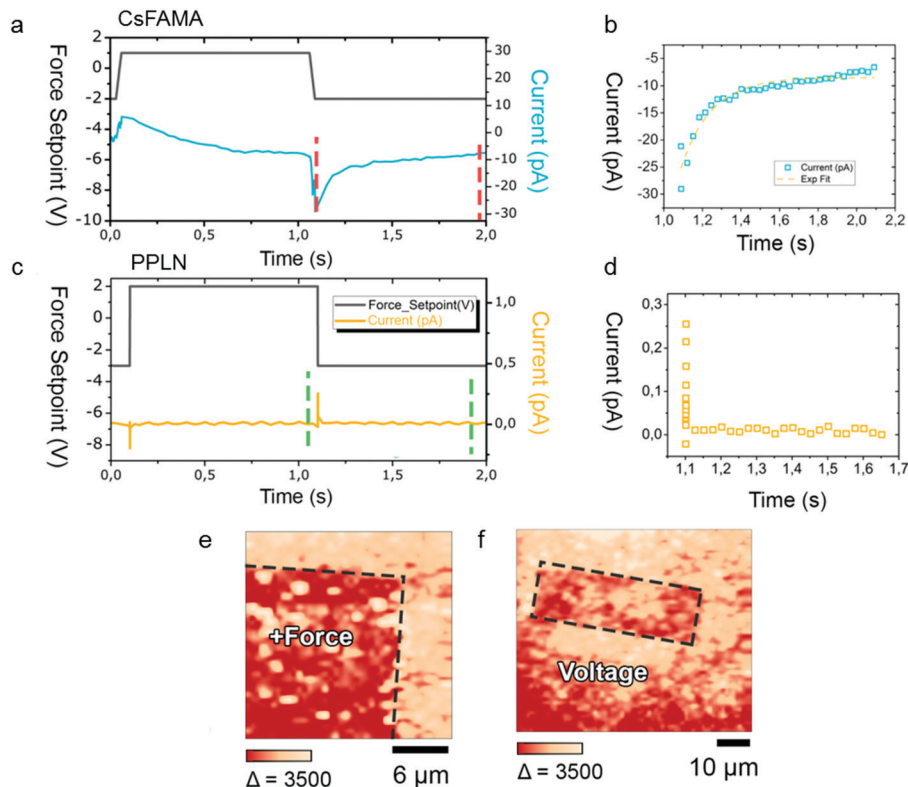 a
CsFAMA
Force Setpoint (V)
2
0
-2
-4
-6
-8
-10
30
20
10
0
-10
-20
-30
Current (pA)
0,0
0,5
1,0
1,5
2,0
Time (s)
b
Current (pA)
-5
-10
-15
-20
-25
-30
Current (pA)
Exp Fit
1,0
1,2
1,4
1,6
1,8
2,0
2,2
Time (s)
c
PPLN
Force Setpoint (V)
2
0
-2
-4
-6
-8
Force_Setpoint(V)
Current (pA)
1,0
0,5
0,0
Current (pA)
0,0
0,5
1,0
1,5
2,0
Time (s)
d
Current (pA)
0,3
0,2
0,1
0,0
1,1
1,2
1,3
1,4
1,5
1,6
1,7
Time (s)
e
+Force
Δ = 3500
6 μm
f
Voltage
Δ = 3500
10 μm